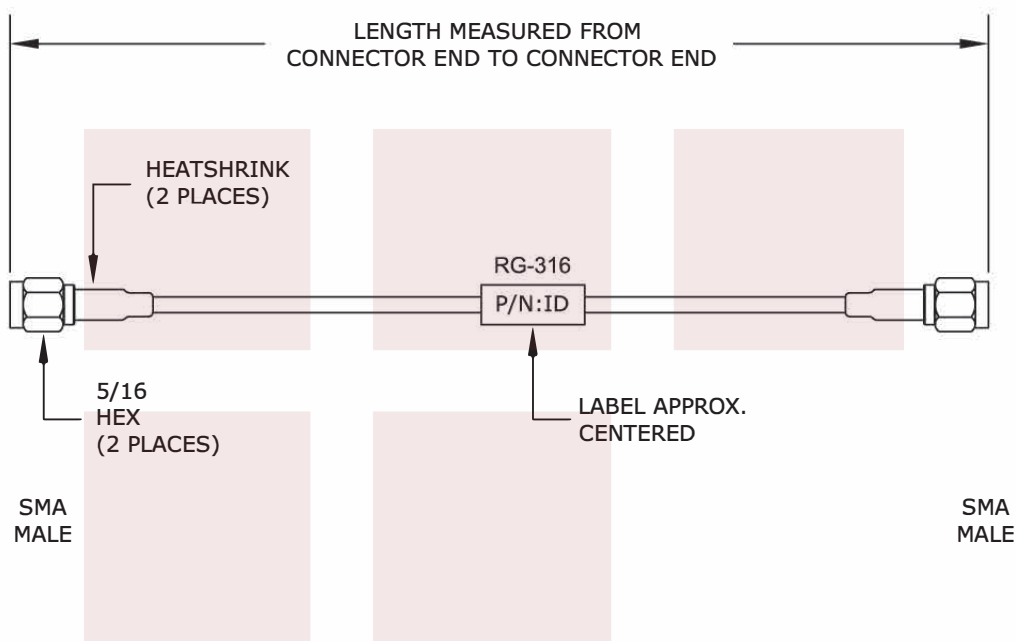 LENGTH MEASURED FROM
CONNECTOR END TO CONNECTOR END
HEATSHRINK
(2 PLACES)
RG-316
P/N:ID
5/16
HEX
(2 PLACES)
LABEL APPROX.
CENTERED
SMA
MALE
SMA
MALE